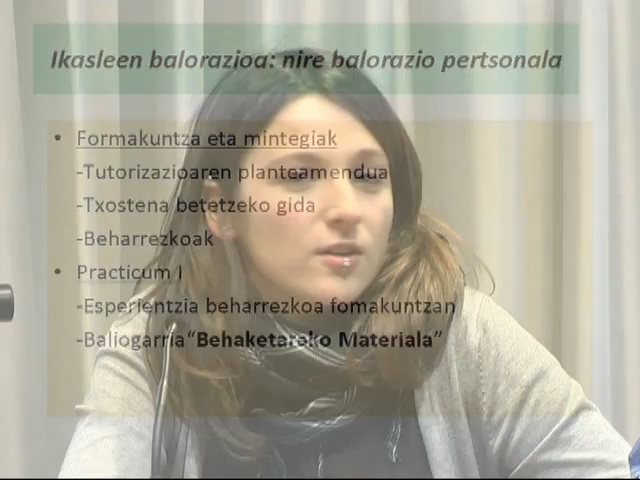 Ikasleen balorazioa: nire balorazio pertsonala
• Formakuntza eta mintegiak
-Tutorizazioaren planteamendua
-Txostena betetzeko gida
-Beharrezkoak
• Practicum I
-Esperientzia beharrezkoa fomakuntzan
-Baliogarria “Behaketarako Materiala”